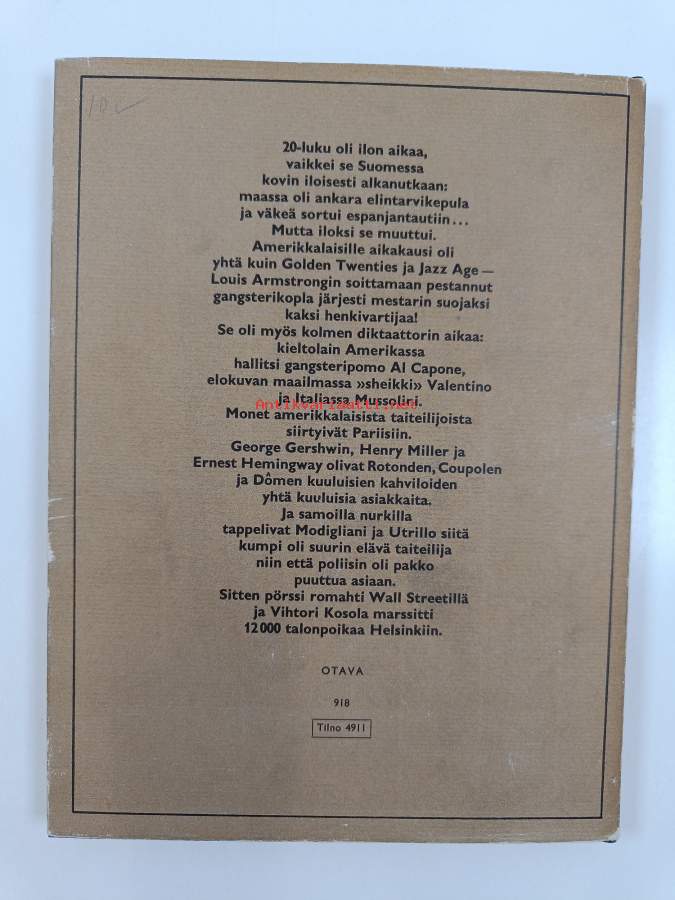 10
20-luku oli ilon aikaa,
vaikkei se Suomessa
kovin iloisesti alkanutkaan:
maassa oli ankara elintarvikepula
ja väkeä sortui espanjantautiin...
Mutta iloksi se muuttui.
Amerikkalaisille aikakausi oli
yhtä kuin Golden Twenties ja Jazz Age —
Louis Armstrongin soittamaan pestannut
gangsterikopla järjesti mestarin suojaksi
kaksi henkivartijaa!
Se oli myös kolmen diktaattorin aikaa:
kieltolain Amerikassa
hallitsi gangsteripomo Al Capone,
elokuvan maailmassa »sheikki» Valentino
ja Italiassa Mussolini.
Antikvariaatti.net
Monet amerikkalaisista taiteilijoista
siirtyivät Pariisiin.
George Gershwin, Henry Miller ja
Ernest Hemingway olivat Rotonden, Coupolen
ja Dômen kuuluisien kahviloiden
yhtä kuuluisia asiakkaita.
Ja samoilla nurkilla
tappelivat Modigliani ja Utrillo siitä
kumpi oli suurin elävä taiteilija
niin että poliisin oli pakko
puuttua asiaan.
Sitten pörssi romahti Wall Streetillä
ja Vihtori Kosola marssitti
12 000 talonpoikaa Helsinkiin.
OTAVA
918
Tilno 4911